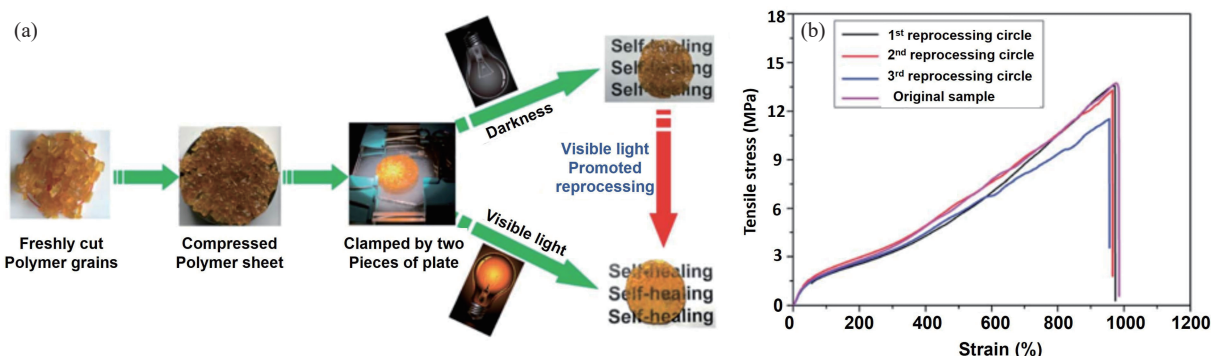 (a)
Freshly cut
Polymer grains
Compressed
Polymer sheet
Clamped by two
Pieces of plate
Darkness
Visible light
Self-healing
Self-healing
Self-healing
Visible light
Promoted
reprocessing
Self-healing
Self-healing
Self-healing
(b)
1st reprocessing circle
2nd reprocessing circle
3rd reprocessing circle
Original sample
Tensile stress (MPa)
18
15
12
9
6
3
0
0 200 400 600 800 1000 1200
Strain (%)